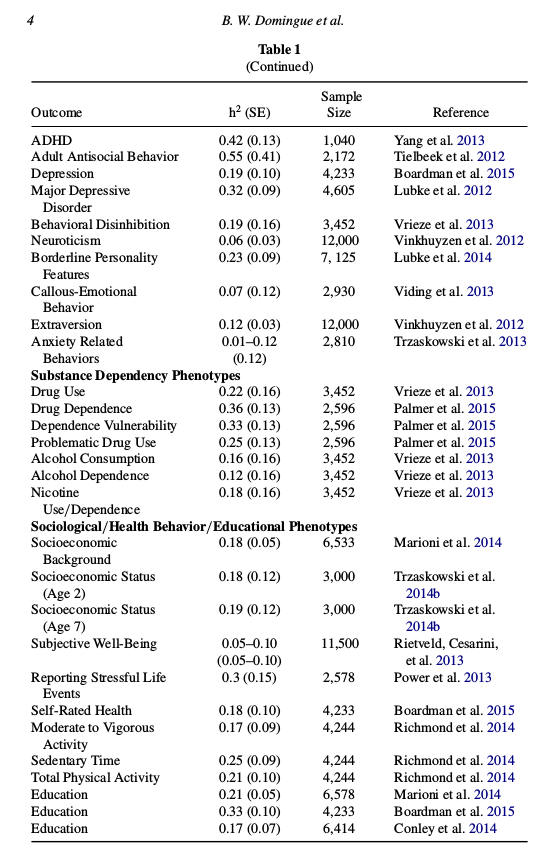 4 B. W. Domingue et al.
Table 1
(Continued)
Sample
Outcome h² (SE) Size Reference
ADHD 0.42 (0.13) 1,040 Yang et al. 2013
Adult Antisocial Behavior 0.55 (0.41) 2,172 Tielbeek et al. 2012
Depression 0.19 (0.10) 4,233 Boardman et al. 2015
Major Depressive 0.32 (0.09) 4,605 Lubke et al. 2012
Disorder
Behavioral Disinhibition 0.19 (0.16) 3,452 Vrieze et al. 2013
Neuroticism 0.06 (0.03) 12,000 Vinkhuyzen et al. 2012
Borderline Personality 0.23 (0.09) 7, 125 Lubke et al. 2014
Features
Callous-Emotional 0.07 (0.12) 2,930 Viding et al. 2013
Behavior
Extraversion 0.12 (0.03) 12,000 Vinkhuyzen et al. 2012
Anxiety Related 0.01–0.12 2,810 Trzaskowski et al. 2013
Behaviors (0.12)
Substance Dependency Phenotypes
Drug Use 0.22 (0.16) 3,452 Vrieze et al. 2013
Drug Dependence 0.36 (0.13) 2,596 Palmer et al. 2015
Dependence Vulnerability 0.33 (0.13) 2,596 Palmer et al. 2015
Problematic Drug Use 0.25 (0.13) 2,596 Palmer et al. 2015
Alcohol Consumption 0.16 (0.16) 3,452 Vrieze et al. 2013
Alcohol Dependence 0.12 (0.16) 3,452 Vrieze et al. 2013
Nicotine 0.18 (0.16) 3,452 Vrieze et al. 2013
Use/Dependence
Sociological/Health Behavior/Educational Phenotypes
Socioeconomic 0.18 (0.05) 6,533 Marioni et al. 2014
Background
Socioeconomic Status 0.18 (0.12) 3,000 Trzaskowski et al.
(Age 2) 2014b
Socioeconomic Status 0.19 (0.12) 3,000 Trzaskowski et al.
(Age 7) 2014b
Subjective Well-Being 0.05–0.10 11,500 Rietveld, Cesarini,
(0.05–0.10) et al. 2013
Reporting Stressful Life 0.3 (0.15) 2,578 Power et al. 2013
Events
Self-Rated Health 0.18 (0.10) 4,233 Boardman et al. 2015
Moderate to Vigorous 0.17 (0.09) 4,244 Richmond et al. 2014
Activity
Sedentary Time 0.25 (0.09) 4,244 Richmond et al. 2014
Total Physical Activity 0.21 (0.10) 4,244 Richmond et al. 2014
Education 0.21 (0.05) 6,578 Marioni et al. 2014
Education 0.33 (0.10) 4,233 Boardman et al. 2015
Education 0.17 (0.07) 6,414 Conley et al. 2014